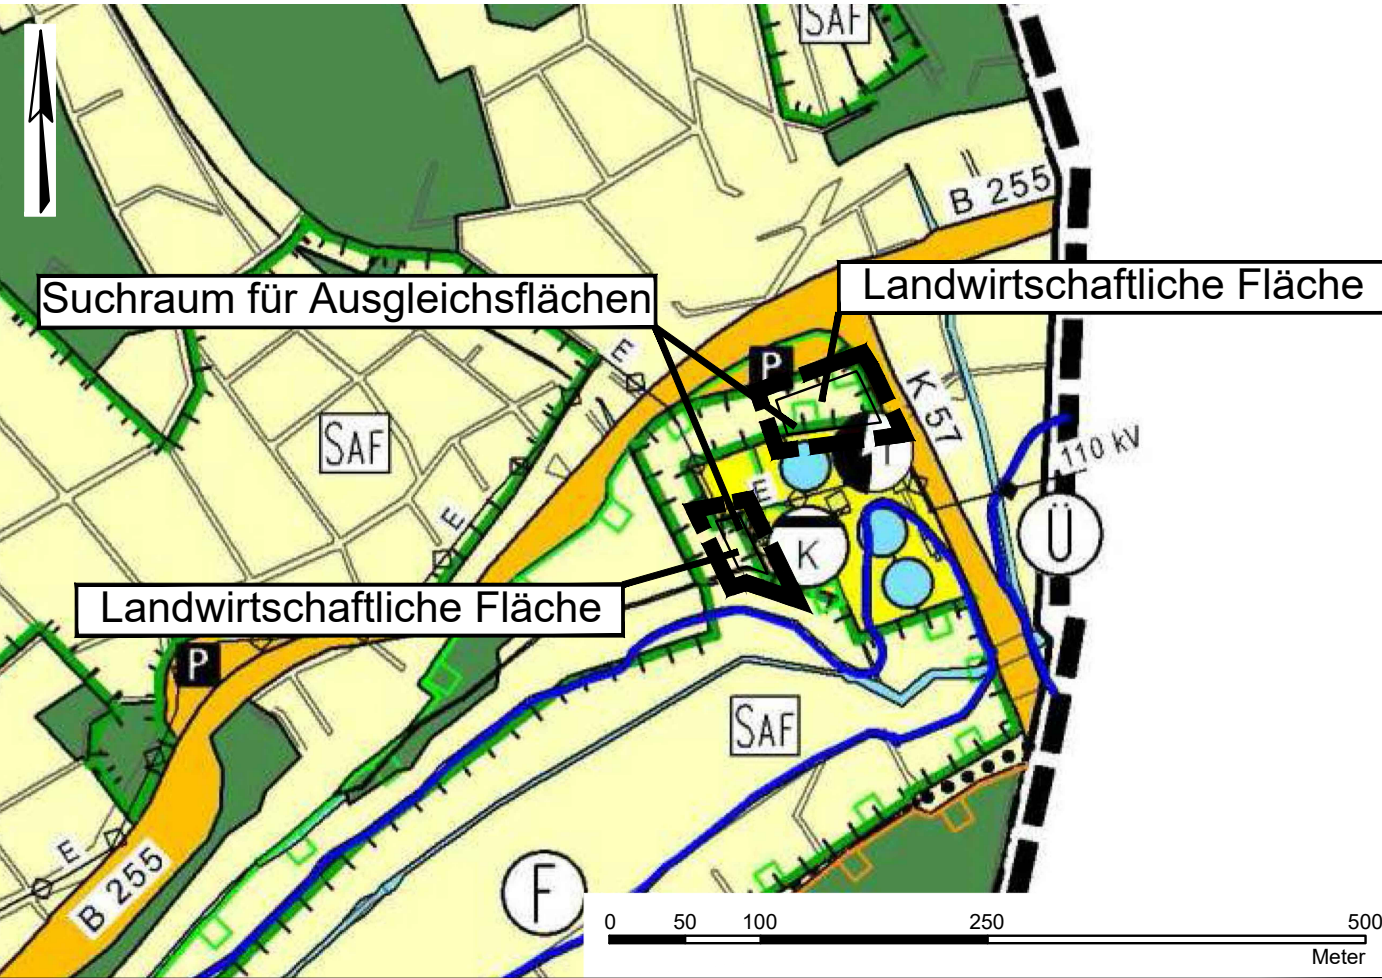 SAF
B 255
Suchraum für Ausgleichsflächen
Landwirtschaftliche Fläche
E
P
K 57
SAF
110 kV
E
E
K
Ü
Landwirtschaftliche Fläche
P
SAF
E
B 255
F
0 50 100 250 500
Meter